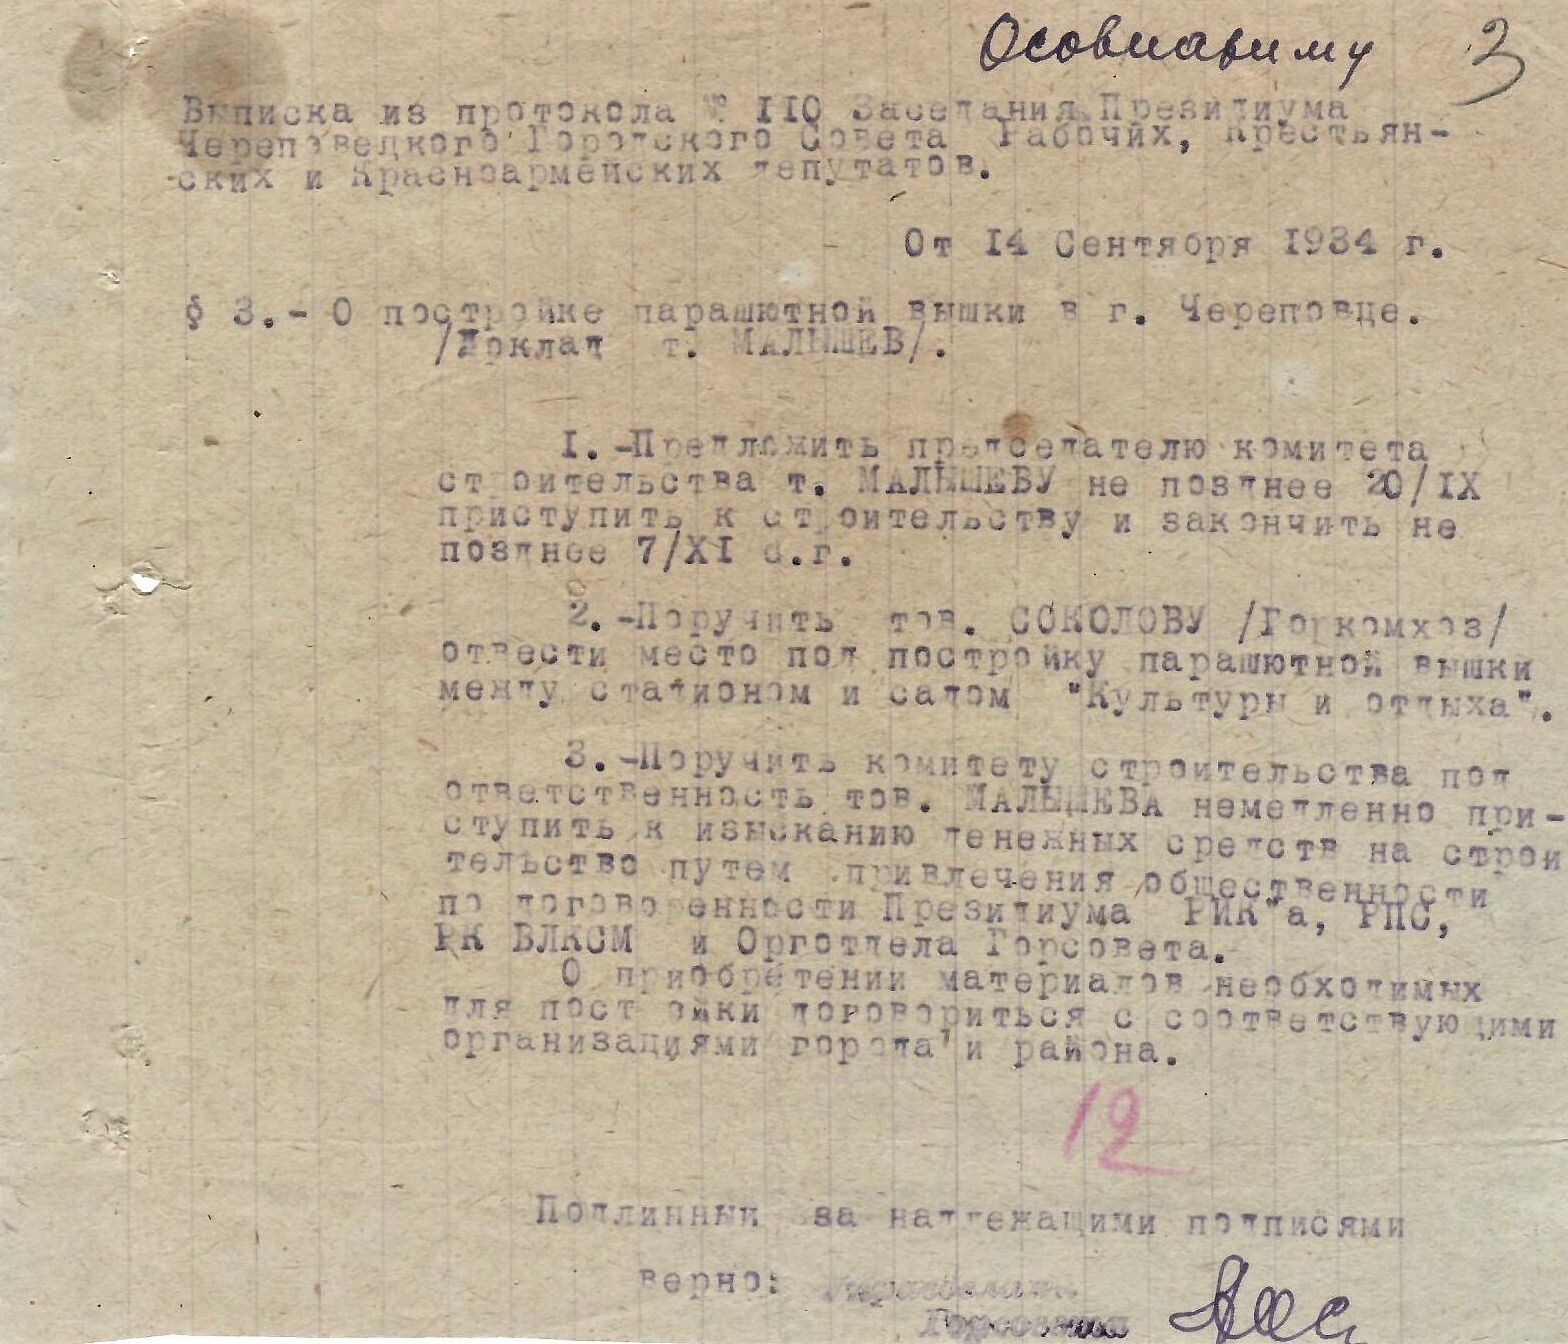 Осовиавиму 3
Выписка из протокола № 110 Заседания Президиума
Череповецкого Городского Совета Рабочих, Крестьян-
-ских и Красноармейских депутатов.
От 14 Сентября 1934 г.
§ 3.- О постройке парашютной вышки в г. Череповце.
/Доклад т. МАЛЫШЕВ/.
1.-Предложить председателю комитета
строительства т. МАЛЫШЕВУ не позднее 20/IX
приступить к строительству и закончить не
позднее 7/XI с.г.
2.-Поручить тов. СОКОЛОВУ /Горкомхоз/
отвести место под постройку парашютной вышки
между стадионом и садом "Культуры и отдыха".
3.-Поручить комитету строительства под
ответственность тов. МАЛЫШЕВА немедленно при-
ступить к изысканию денежных средств на строи
тельство путем привлечения общественности
по договоренности Президиума РИК"а, РПС,
РК ВЛКСМ и Орготдела Горсовета.
О приобретении материалов необходимых
для постройки договориться с соответствующими
организациями города и района.
12
Подлинный за надлежащими подписями
верно: Управделами
Горсовета